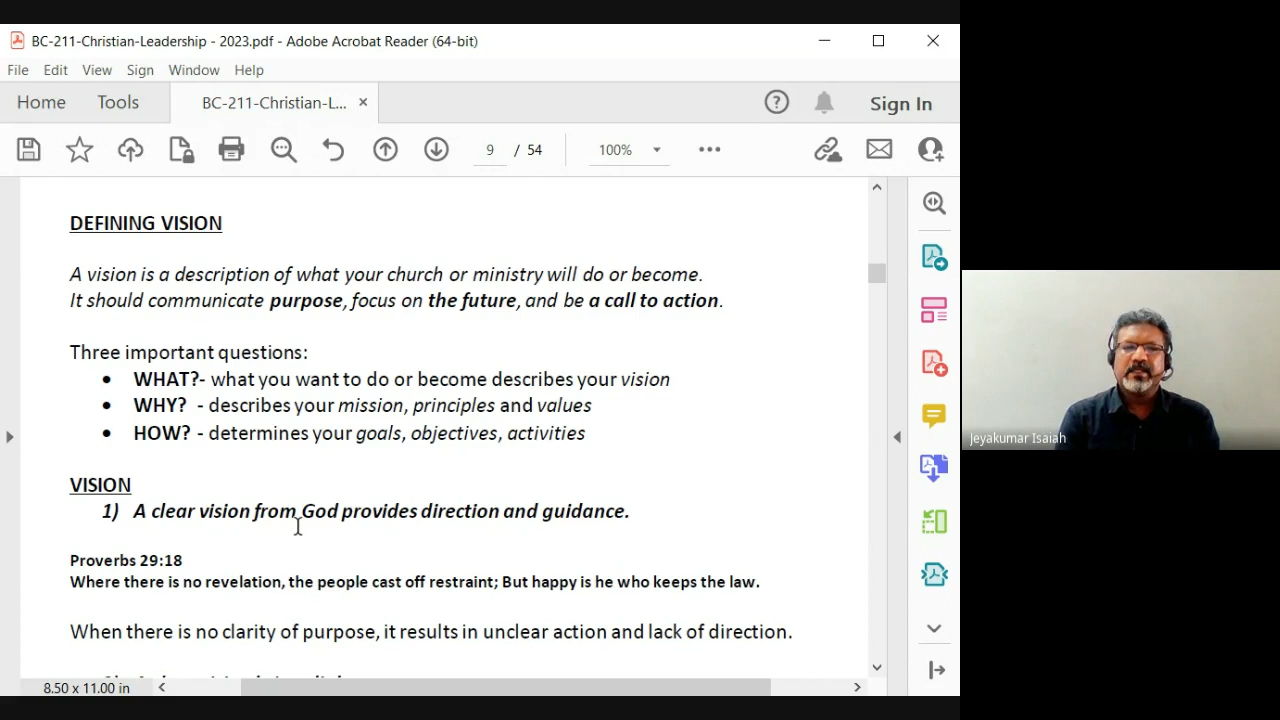 BC-211-Christian-Leadership - 2023.pdf - Adobe Acrobat Reader (64-bit)
File Edit View Sign Window Help
Home Tools BC-211-Christian-L... × Sign In
9 / 54 100%
DEFINING VISION
A vision is a description of what your church or ministry will do or become.
It should communicate purpose, focus on the future, and be a call to action.
Three important questions:
• WHAT?- what you want to do or become describes your vision
• WHY? - describes your mission, principles and values
• HOW? - determines your goals, objectives, activities
Jeyakumar Isaiah
VISION
1) A clear vision from God provides direction and guidance.
Proverbs 29:18
Where there is no revelation, the people cast off restraint; But happy is he who keeps the law.
When there is no clarity of purpose, it results in unclear action and lack of direction.
8.50 x 11.00 in